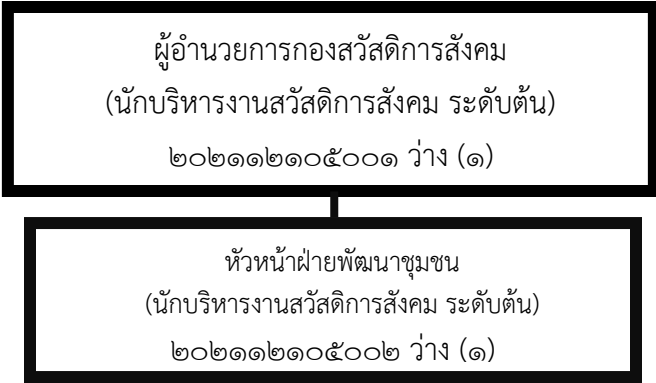 ผู้อำนวยการกองสวัสดิการสังคม
(นักบริหารงานสวัสดิการสังคม ระดับต้น)
๒๐๒๑๑๒๑๐๕๐๐๑ ว่าง (๑)
หัวหน้าฝ่ายพัฒนาชุมชน
(นักบริหารงานสวัสดิการสังคม ระดับต้น)
๒๐๒๑๑๒๑๐๕๐๐๒ ว่าง (๑)